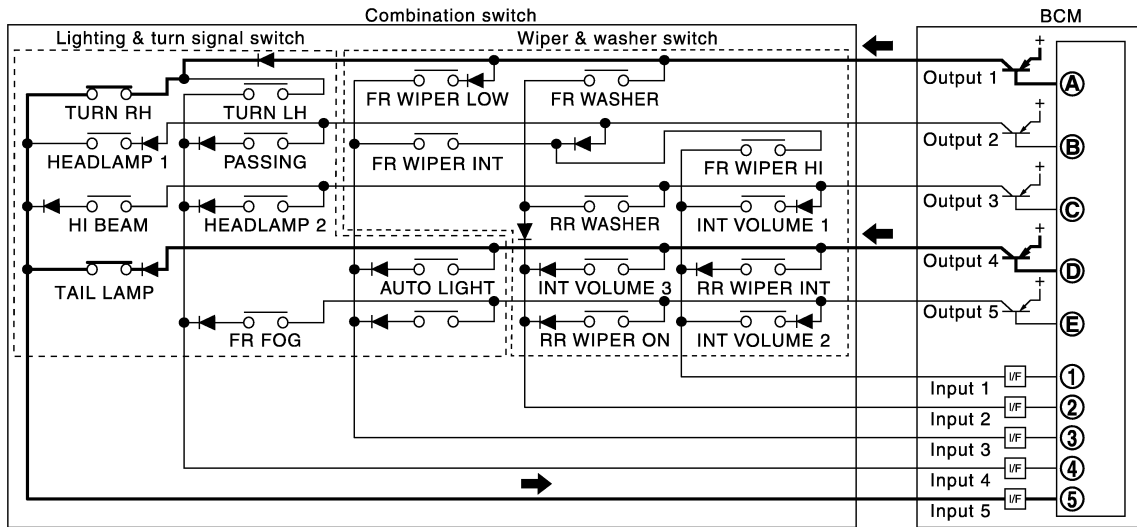 Combination switch
BCM
Lighting & turn signal switch
Wiper & washer switch
+
Output 1
A
TURN RH
TURN LH
FR WIPER LOW
FR WASHER
+
Output 2
B
HEADLAMP 1
PASSING
FR WIPER INT
FR WIPER HI
+
Output 3
C
HI BEAM
HEADLAMP 2
RR WASHER
INT VOLUME 1
+
Output 4
D
TAIL LAMP
AUTO LIGHT
INT VOLUME 3
RR WIPER INT
+
Output 5
E
FR FOG
RR WIPER ON
INT VOLUME 2
Input 1
I/F
1
Input 2
I/F
2
Input 3
I/F
3
Input 4
I/F
4
Input 5
I/F
5